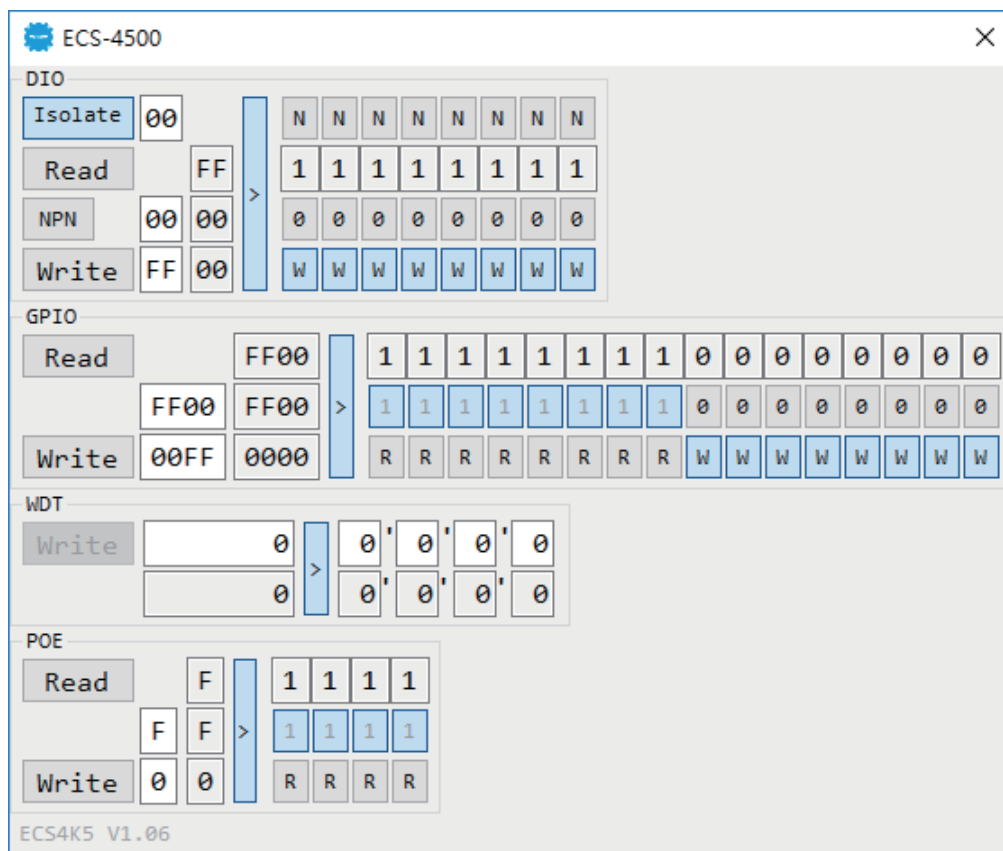 ECS-4500
DIO
Isolate 00 N N N N N N N N
Read FF 1 1 1 1 1 1 1 1
>
NPN 00 00 0 0 0 0 0 0 0 0
Write FF 00 W W W W W W W W
GPIO
Read FF00 1 1 1 1 1 1 1 1 0 0 0 0 0 0 0 0
FF00 FF00 > 1 1 1 1 1 1 1 1 0 0 0 0 0 0 0 0
Write 00FF 0000 R R R R R R R R W W W W W W W W
WDT
Write 0 0 ' 0 ' 0 ' 0
>
0 0 ' 0 ' 0 ' 0
POE
Read F 1 1 1 1
F F > 1 1 1 1
Write 0 0 R R R R
ECS4K5 V1.06